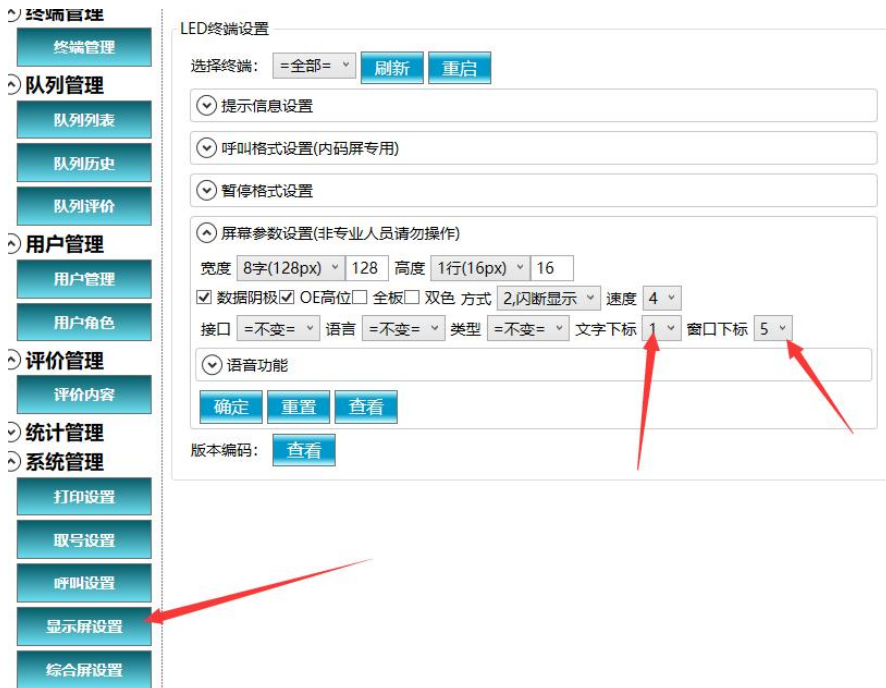 终端管理
终端管理
队列管理
队列列表
队列历史
队列评价
用户管理
用户管理
用户角色
评价管理
评价内容
统计管理
系统管理
打印设置
取号设置
呼叫设置
显示屏设置
综合屏设置
LED终端设置
选择终端: =全部= 刷新 重启
提示信息设置
呼叫格式设置(内码屏专用)
暂停格式设置
屏幕参数设置(非专业人员请勿操作)
宽度 8字(128px) 128 高度 1行(16px) 16
数据阴极 OE高位 全板 双色 方式 2,闪断显示 速度 4
接口 =不变= 语言 =不变= 类型 =不变= 文字下标 1 窗口下标 5
语音功能
确定 重置 查看
版本编码: 查看